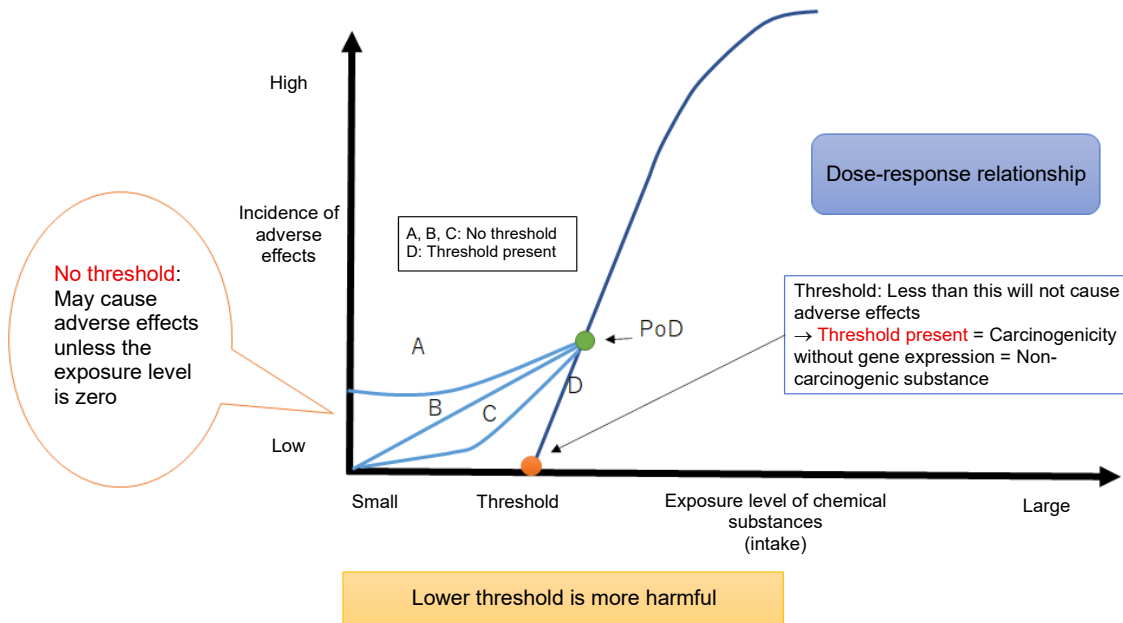 High
Dose-response relationship
Incidence of
adverse
effects
A, B, C: No threshold
D: Threshold present
No threshold:
May cause
adverse effects
unless the
exposure level
is zero
Threshold: Less than this will not cause
adverse effects
→ Threshold present = Carcinogenicity
without gene expression = Non-
carcinogenic substance
PoD
A
D
B
C
Low
Small
Threshold
Exposure level of chemical
substances
(intake)
Large
Lower threshold is more harmful